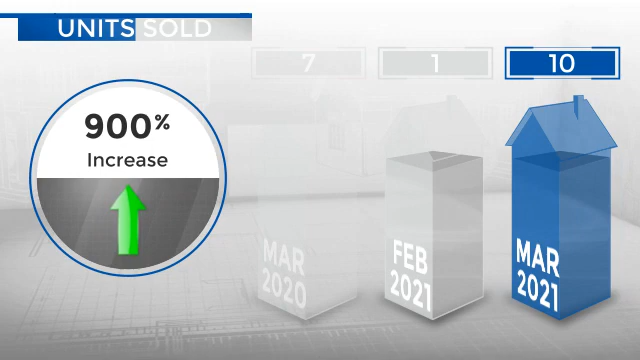 UNITS SOLD
7
1
10
900%
Increase
MAR
2020
FEB
2021
MAR
2021